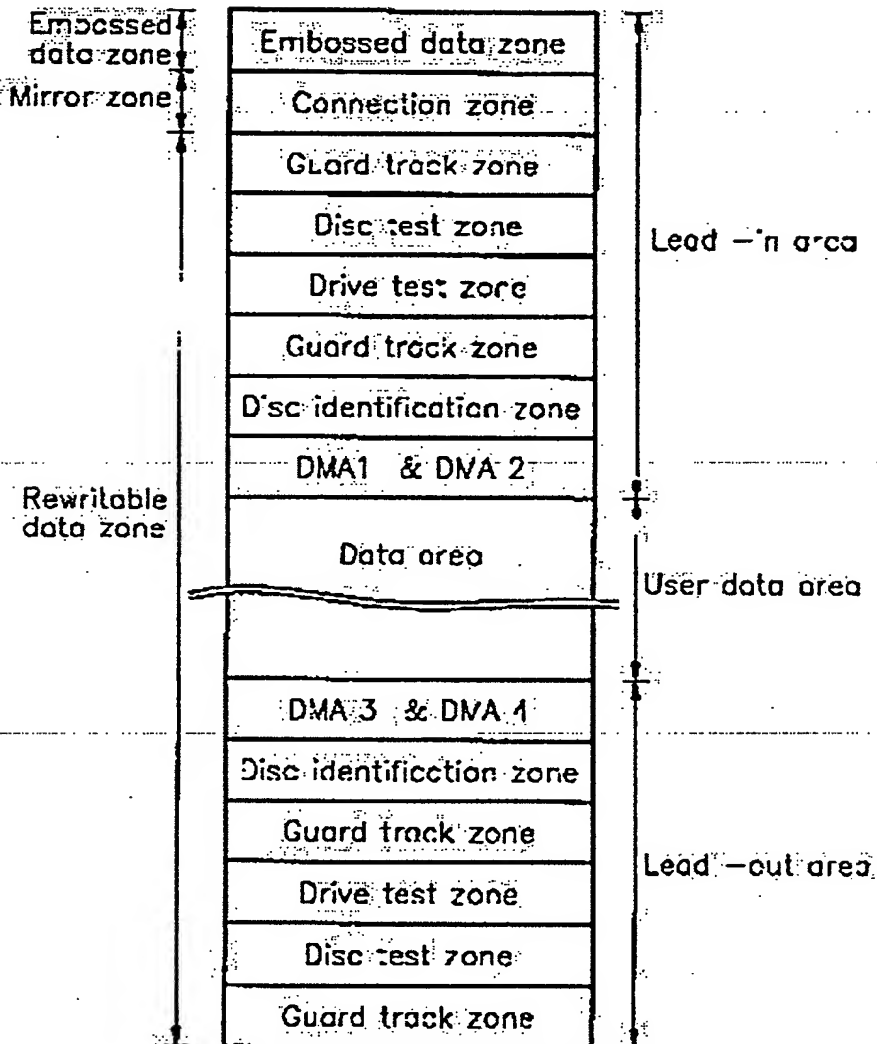 Embossed
data zone
Mirror zone
Rewritable
data zone
Embossed data zone
Connection zone
Guard track zone
Disc test zone
Drive test zone
Guard track zone
Disc identification zone
DMA1 & DMA 2
Data area
DMA 3 & DMA 4
Disc identification zone
Guard track zone
Drive test zone
Disc test zone
Guard track zone
Lead-in area
User data area
Lead-out area